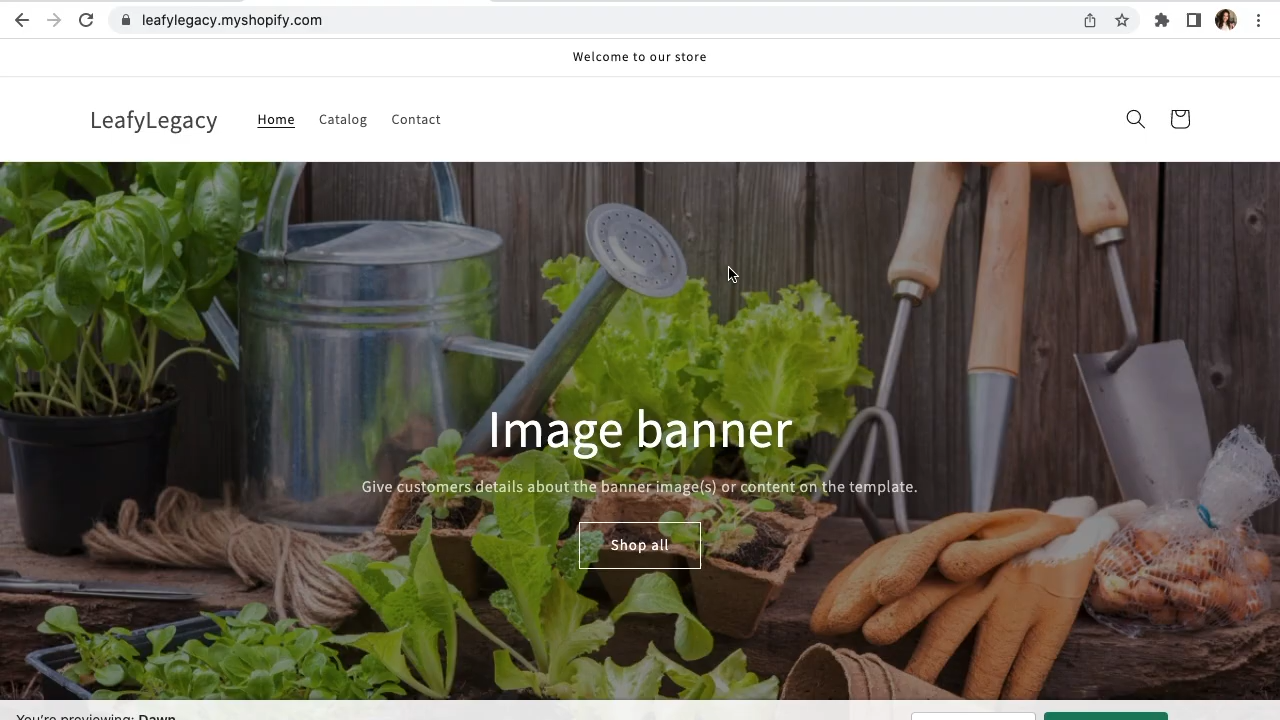 leafylegacy.myshopify.com
Welcome to our store
LeafyLegacy Home Catalog Contact
Image banner
Give customers details about the banner image(s) or content on the template.
Shop all
You're previewing: Dawn